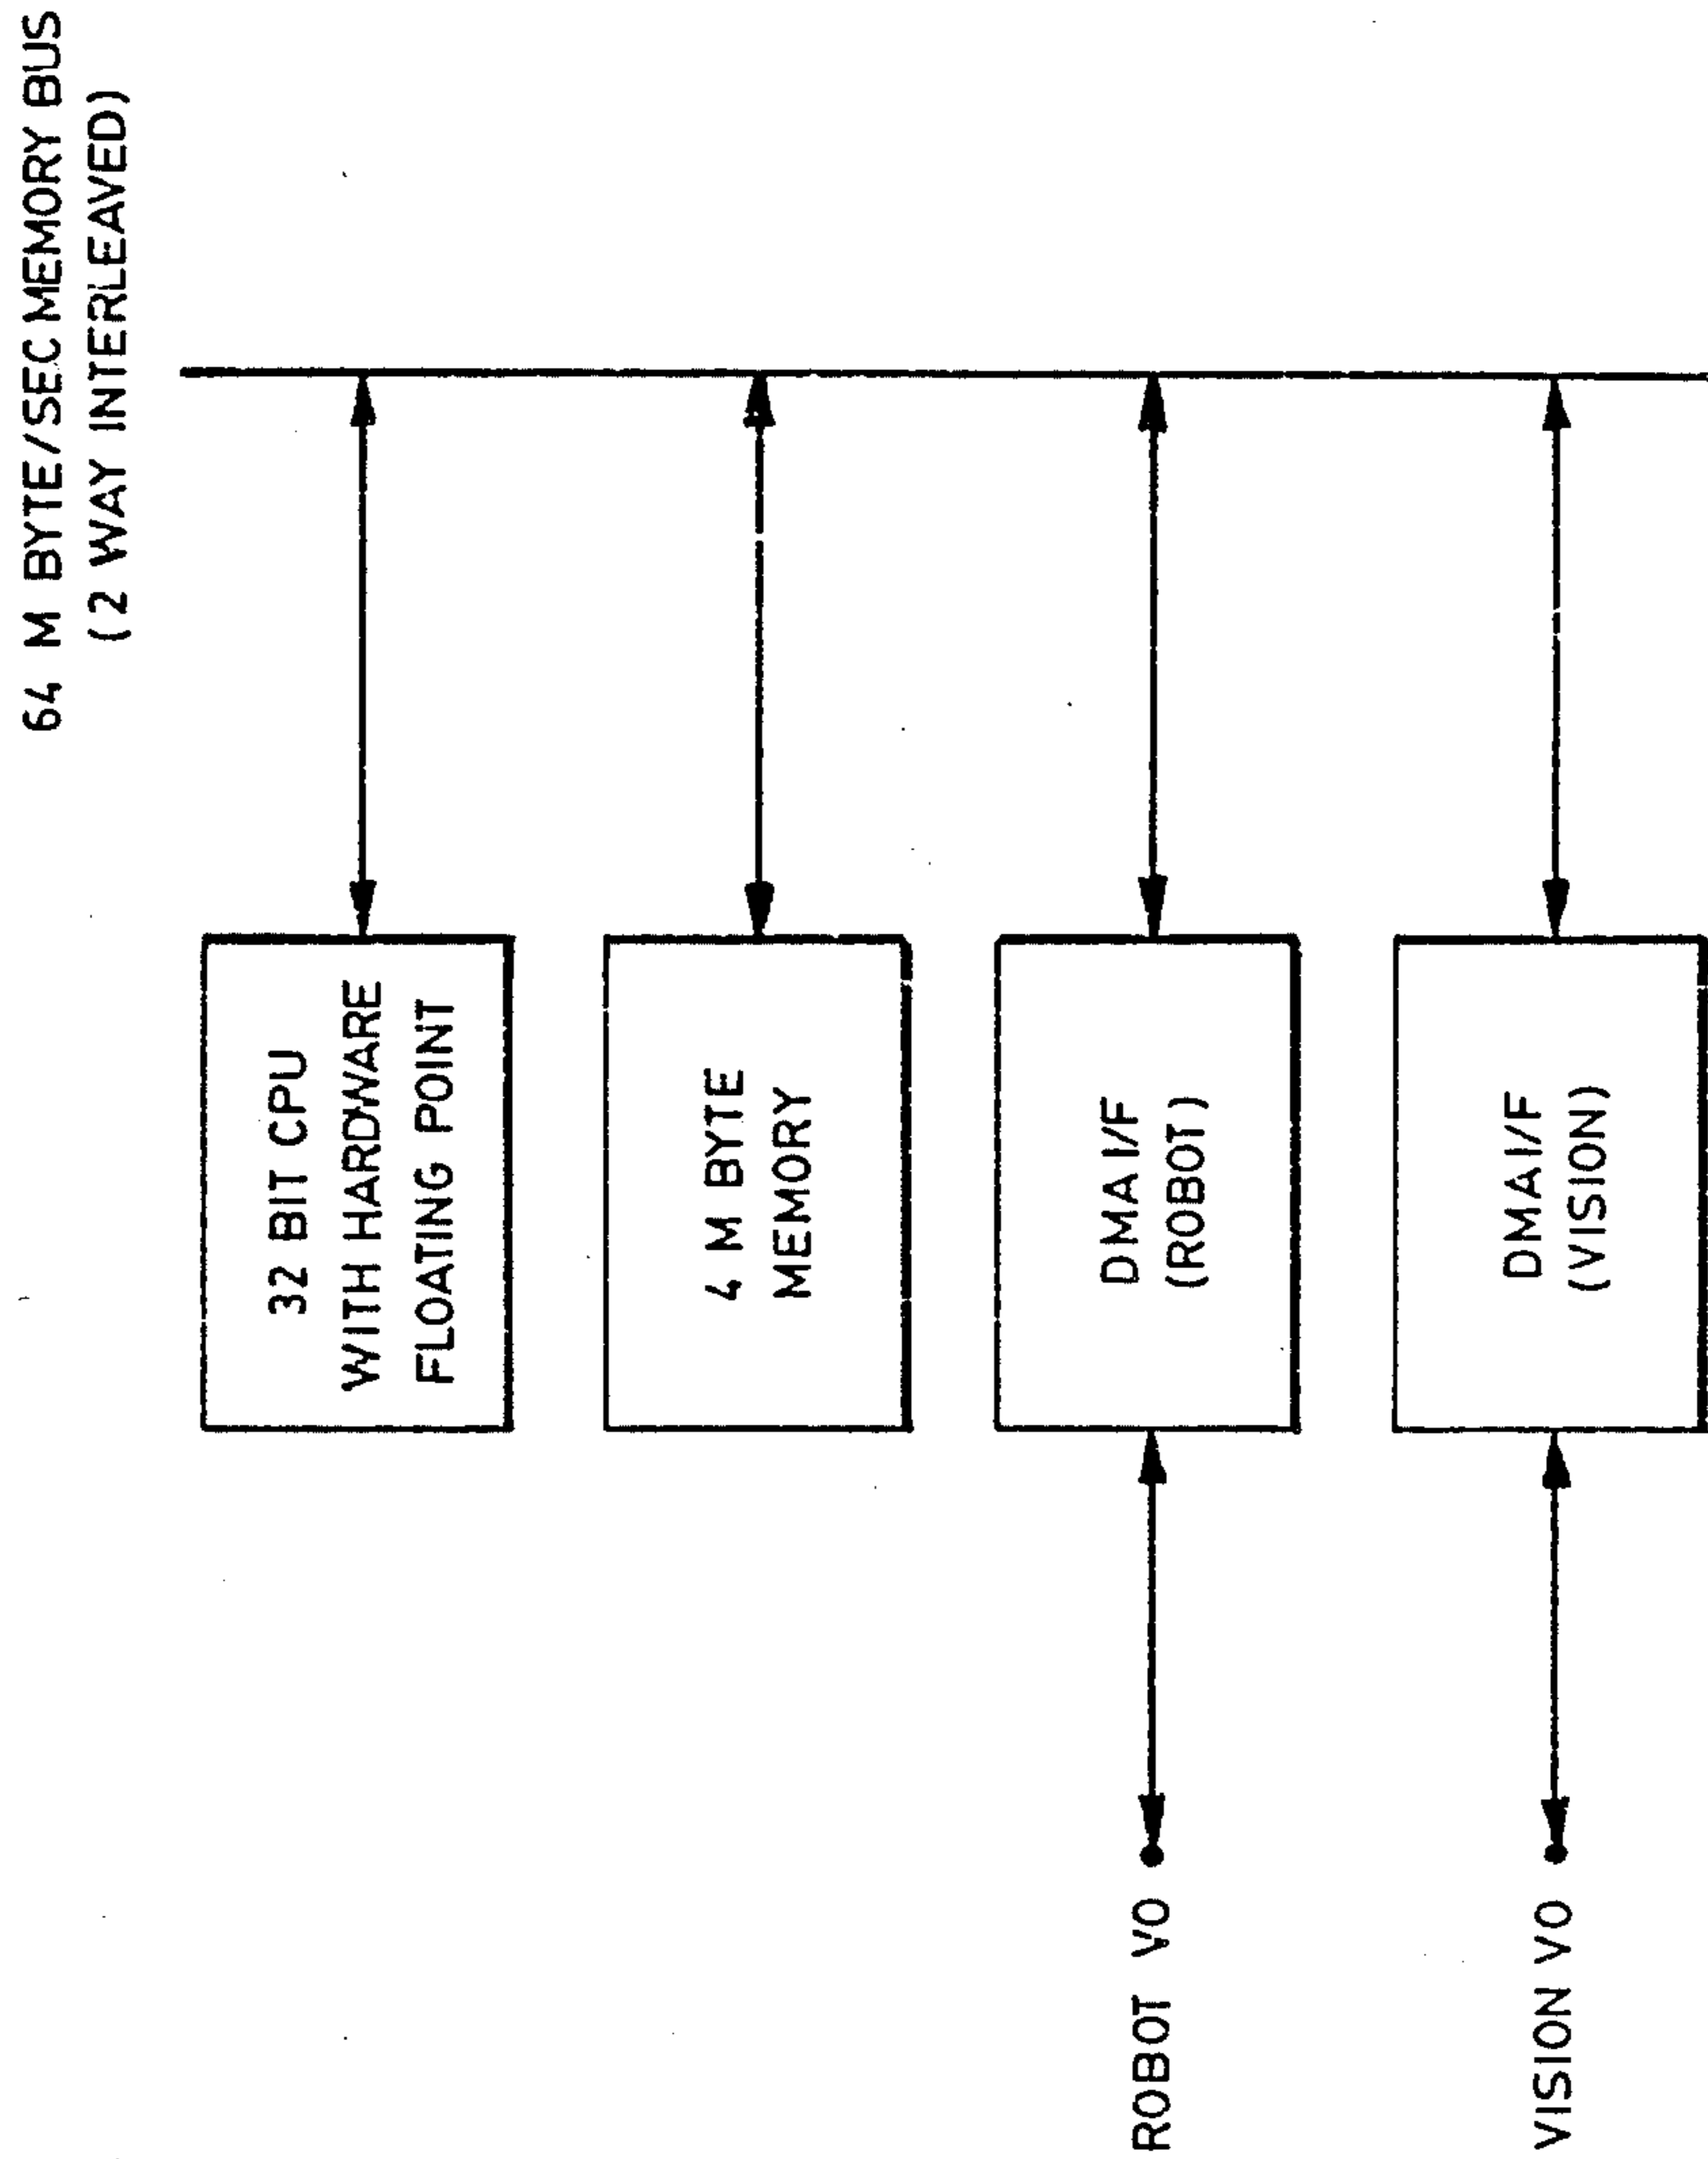 64 M BYTE/SEC MEMORY BUS
(2 WAY INTERLEAVED)
32 BIT CPU
WITH HARDWARE
FLOATING POINT
4 M BYTE
MEMORY
DMA I/F
(ROBOT)
DMA I/F
(VISION)
ROBOT I/O
VISION I/O